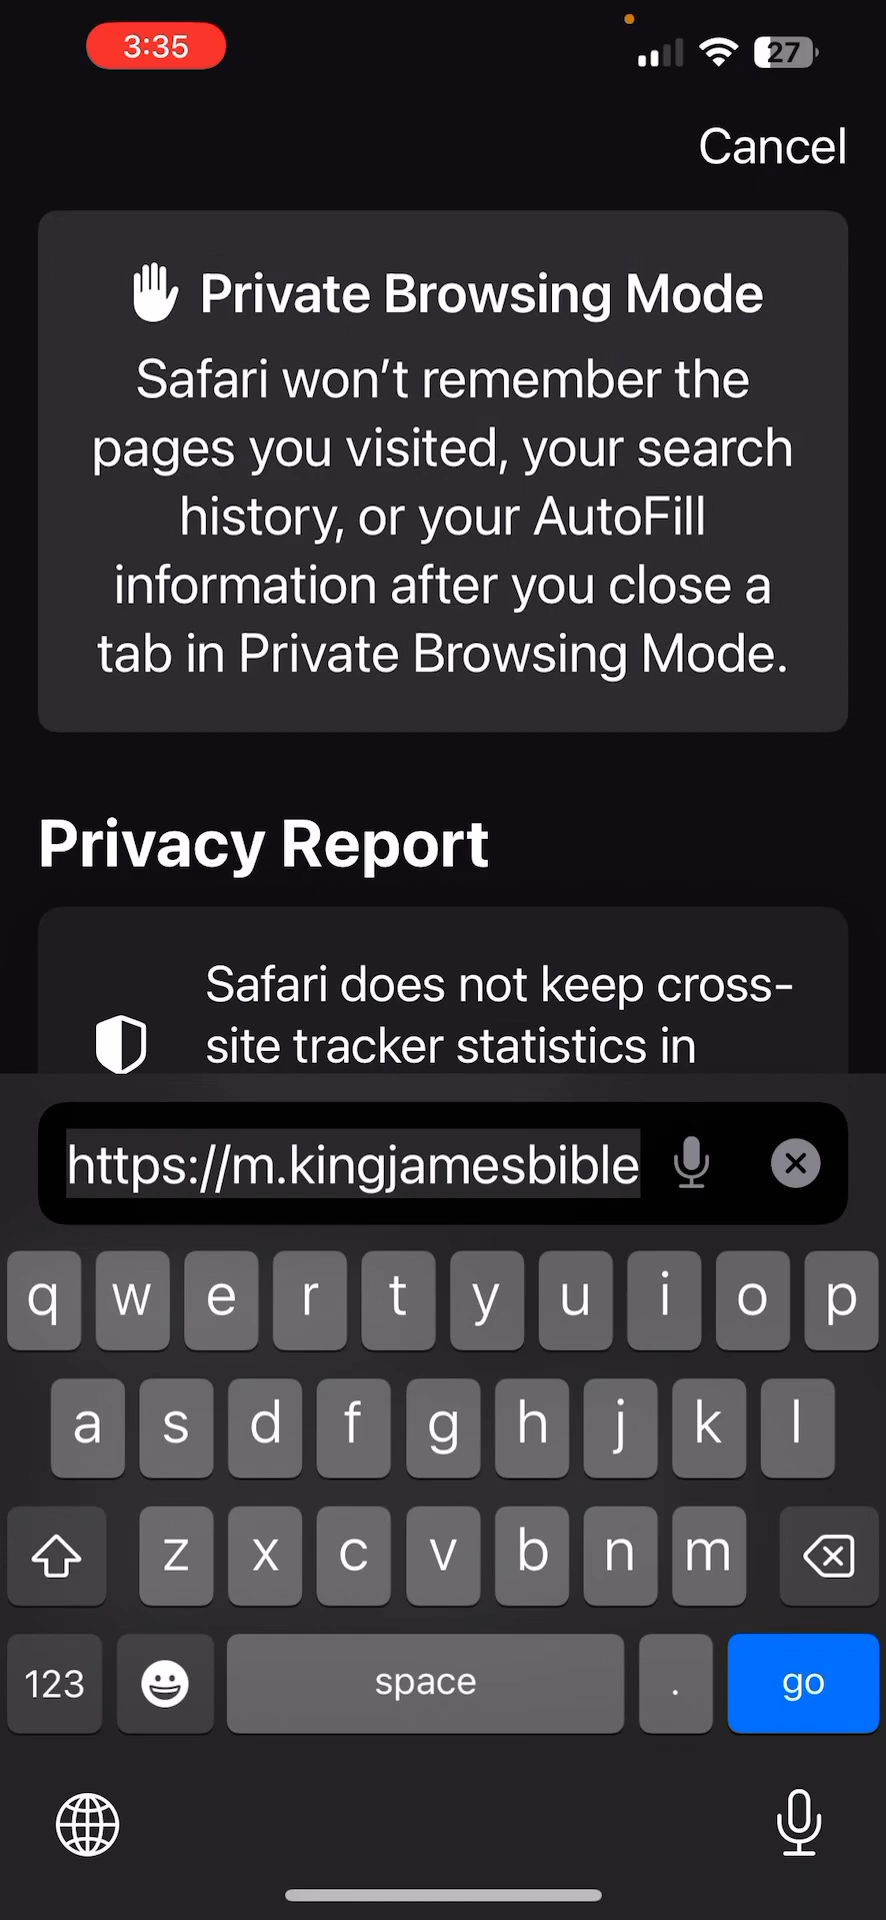 3:35
27
Cancel
Private Browsing Mode
Safari won’t remember the
pages you visited, your search
history, or your AutoFill
information after you close a
tab in Private Browsing Mode.
Privacy Report
Safari does not keep cross-
site tracker statistics in
https://m.kingjamesbible
q w e r t y u i o p
a s d f g h j k l
z x c v b n m
123 space . go